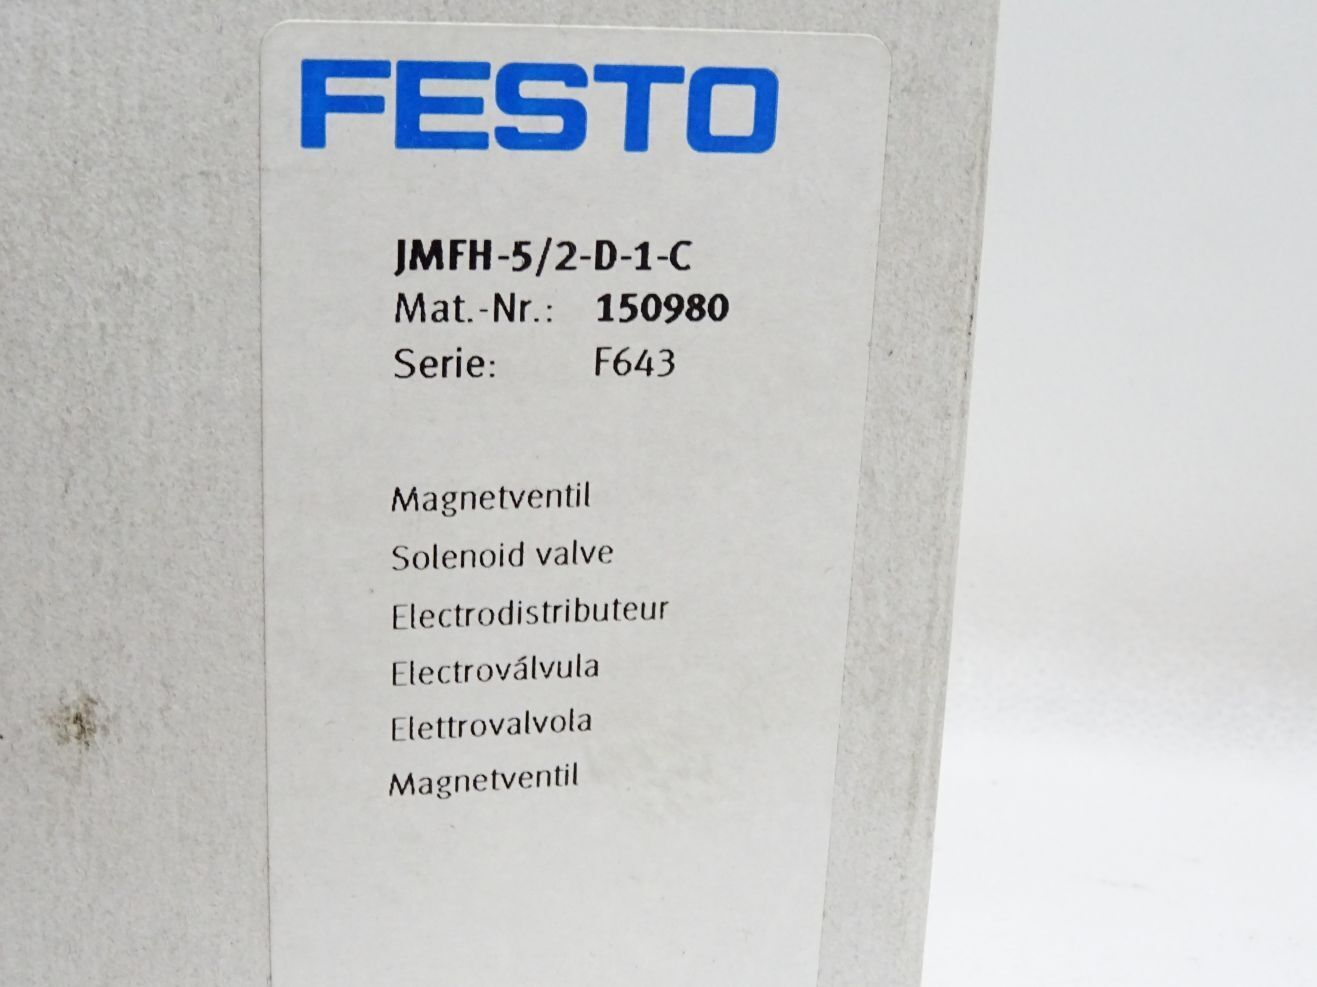 FESTO
JMFH-5/2-D-1-C
Mat.-Nr.: 150980
Serie: F643
Magnetventil
Solenoid valve
Electrodistributeur
Electroválvula
Elettrovalvola
Magnetventil